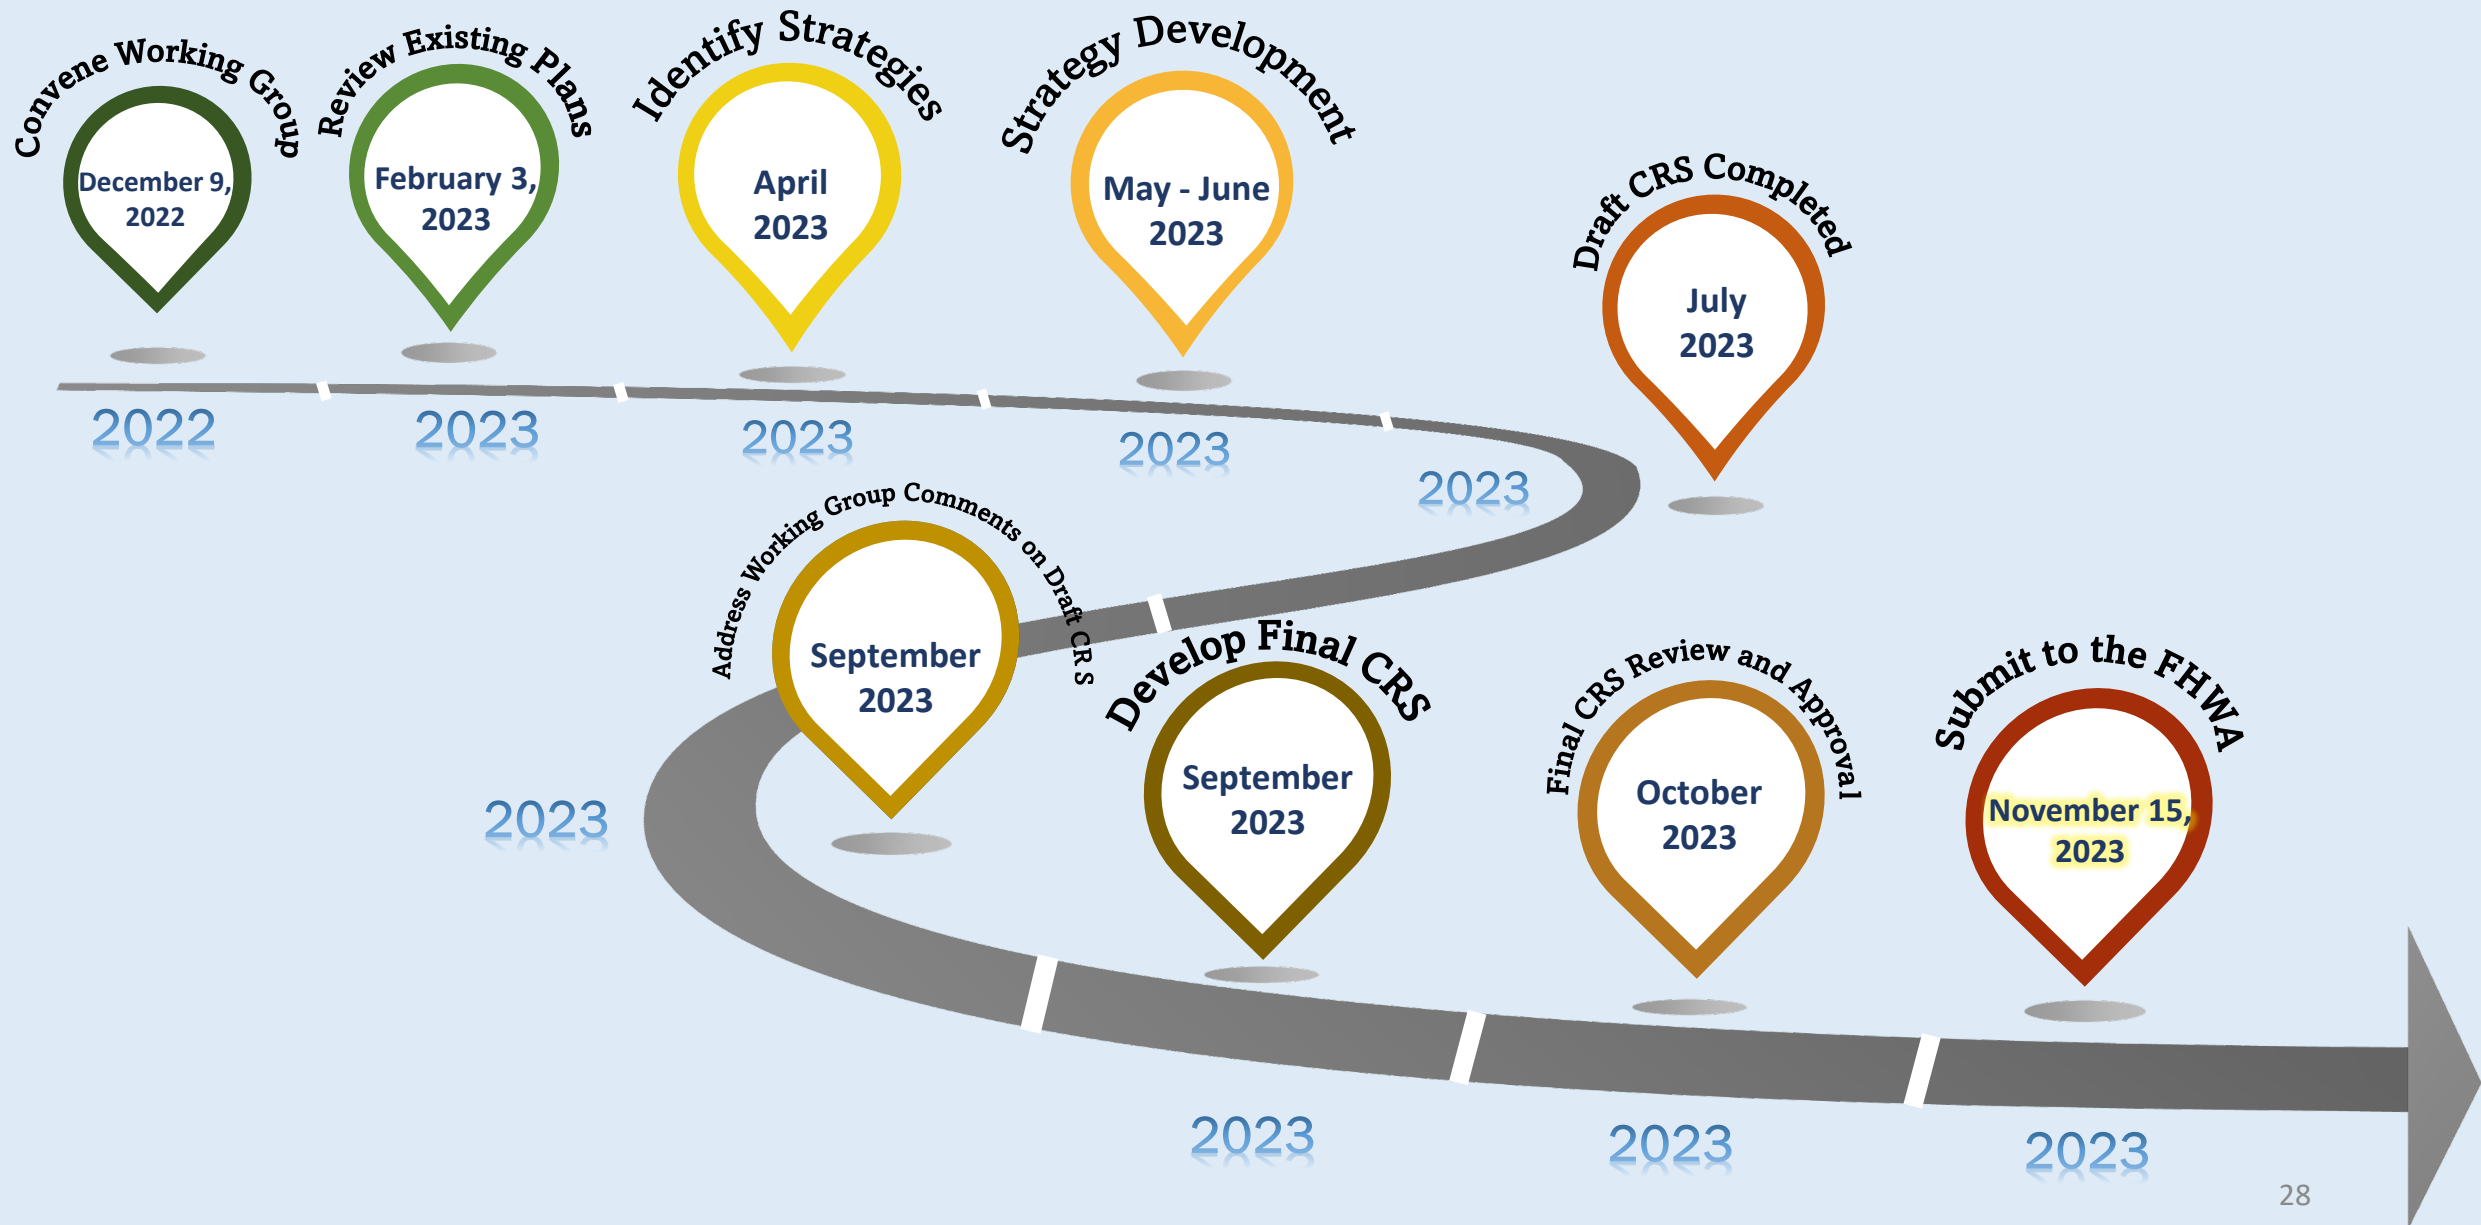 Convene Working Group
December 9,
2022
2022
Review Existing Plans
February 3,
2023
2023
Identify Strategies
April
2023
2023
Strategy Development
May - June
2023
2023
Draft CRS Completed
July
2023
2023
Address Working Group Comments on Draft CRS
September
2023
2023
Develop Final CRS
September
2023
2023
Final CRS Review and Approval
October
2023
2023
Submit to the FHWA
November 15,
2023
2023
28